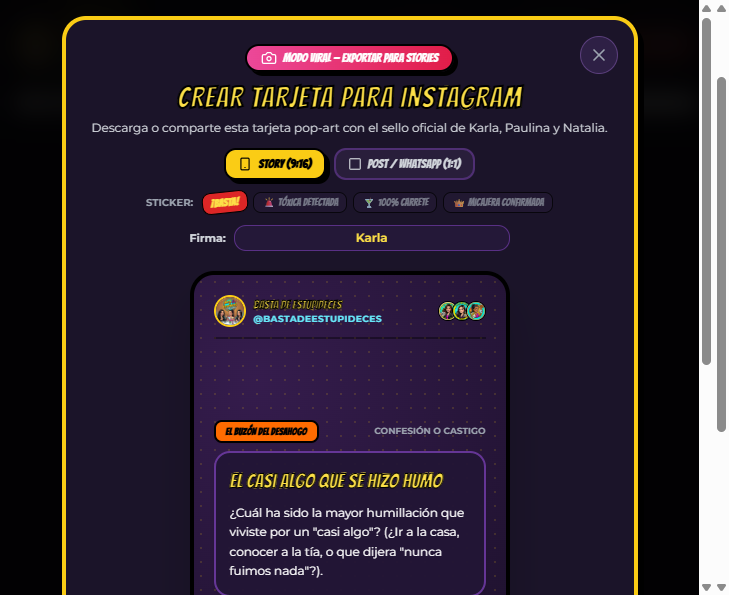 MODO VIRAL — EXPORTAR PARA STORIES
CREAR TARJETA PARA INSTAGRAM
Descarga o comparte esta tarjeta pop-art con el sello oficial de Karla, Paulina y Natalia.
STORY (9:16)
POST / WHATSAPP (1:1)
STICKER:
¡BASTA!
TÓXICA DETECTADA
100% CARRETE
MICAJERA CONFIRMADA
Firma:
Karla
BASTA DE ESTUPIDECES
@BASTADEESTUPIDECES
EL BUZÓN DEL DESAHOGO
CONFESIÓN O CASTIGO
EL CASI ALGO QUE SE HIZO HUMO
¿Cuál ha sido la mayor humillación que
viviste por un "casi algo"? (¿Ir a la casa,
conocer a la tía, o que dijera "nunca
fuimos nada"?).